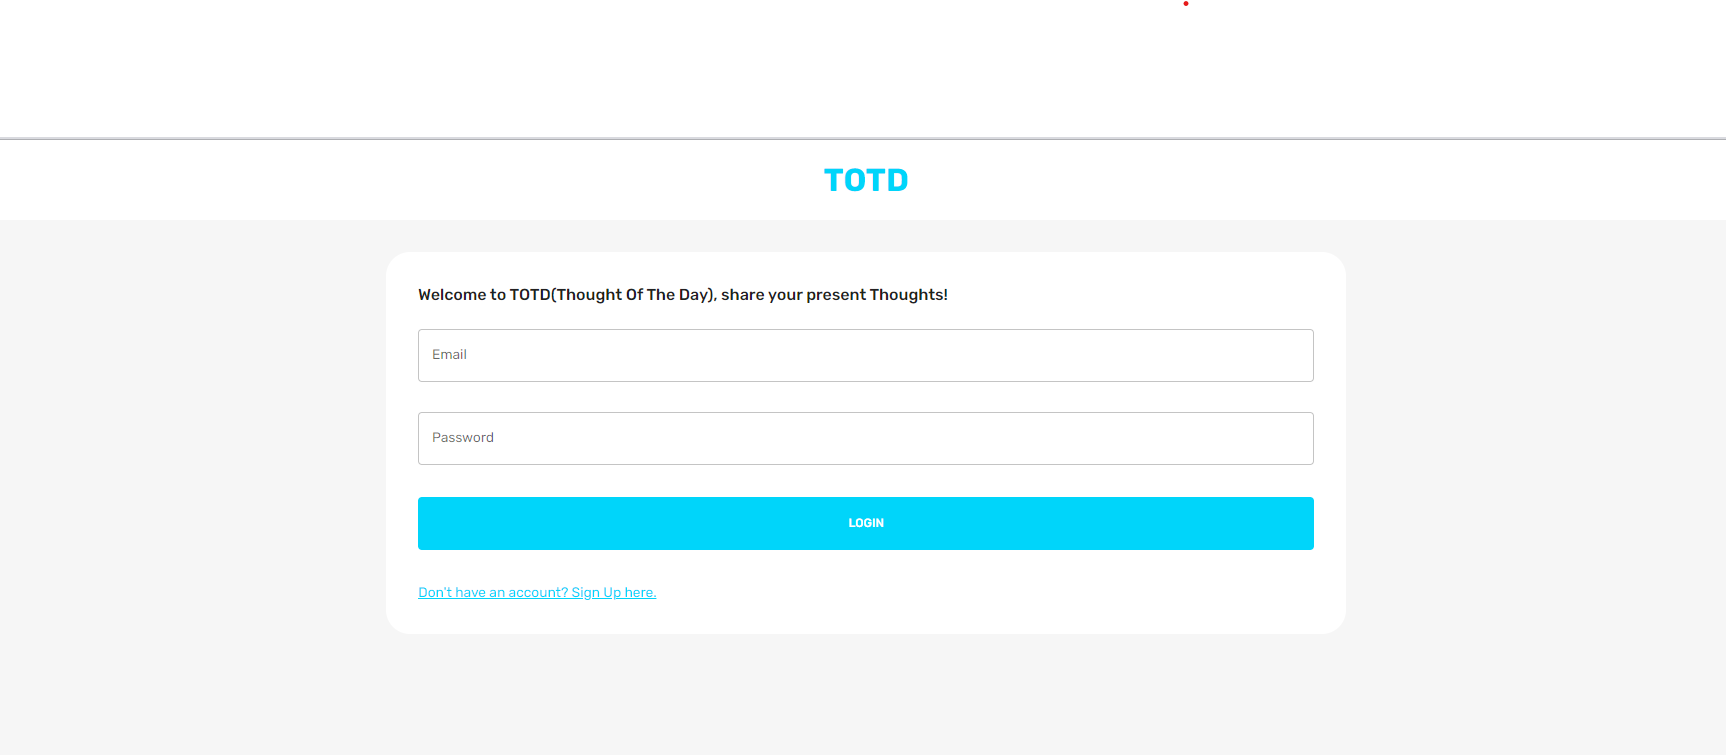 TOTD
Welcome to TOTD(Thought Of The Day), share your present Thoughts!
Email
Password
LOGIN
Don't have an account? Sign Up here.